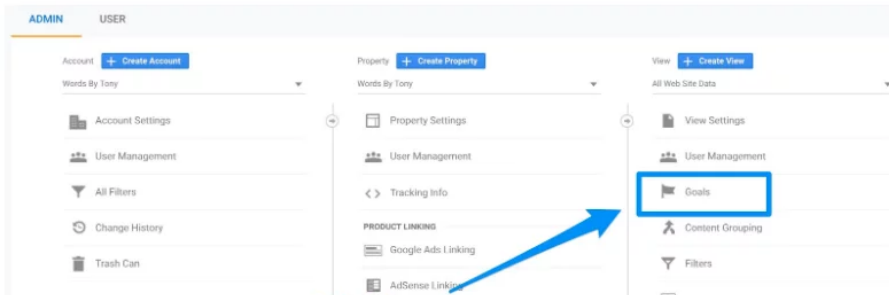 ADMIN USER
Account + Create Account
Words By Tony
Account Settings
User Management
All Filters
Change History
Trash Can
Property + Create Property
Words By Tony
Property Settings
User Management
Tracking Info
PRODUCT LINKING
Google Ads Linking
AdSense Linking
View + Create View
All Web Site Data
View Settings
User Management
Goals
Content Grouping
Filters